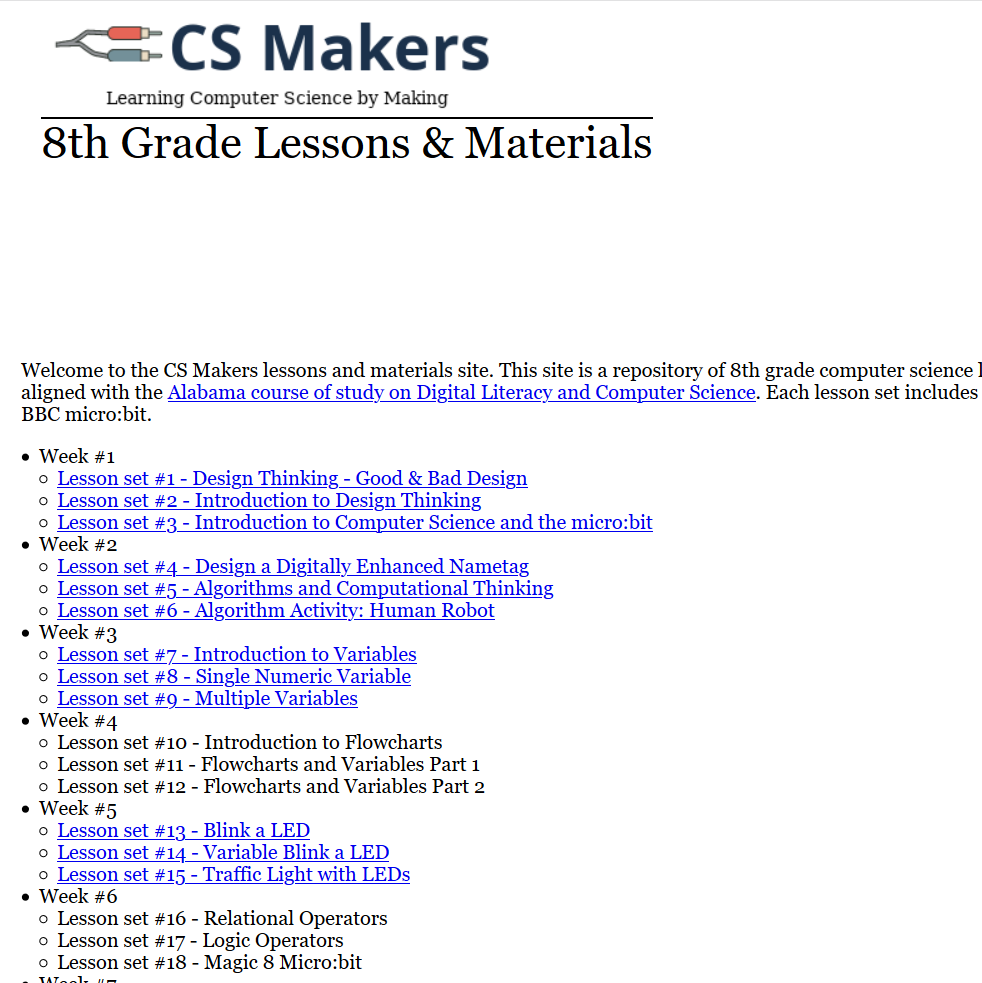 CS Makers
Learning Computer Science by Making
8th Grade Lessons & Materials
Welcome to the CS Makers lessons and materials site. This site is a repository of 8th grade computer science
aligned with the Alabama course of study on Digital Literacy and Computer Science. Each lesson set includes
BBC micro:bit.
Week #1
Lesson set #1 - Design Thinking - Good & Bad Design
Lesson set #2 - Introduction to Design Thinking
Lesson set #3 - Introduction to Computer Science and the micro:bit
Week #2
Lesson set #4 - Design a Digitally Enhanced Nametag
Lesson set #5 - Algorithms and Computational Thinking
Lesson set #6 - Algorithm Activity: Human Robot
Week #3
Lesson set #7 - Introduction to Variables
Lesson set #8 - Single Numeric Variable
Lesson set #9 - Multiple Variables
Week #4
Lesson set #10 - Introduction to Flowcharts
Lesson set #11 - Flowcharts and Variables Part 1
Lesson set #12 - Flowcharts and Variables Part 2
Week #5
Lesson set #13 - Blink a LED
Lesson set #14 - Variable Blink a LED
Lesson set #15 - Traffic Light with LEDs
Week #6
Lesson set #16 - Relational Operators
Lesson set #17 - Logic Operators
Lesson set #18 - Magic 8 Micro:bit
Week #7